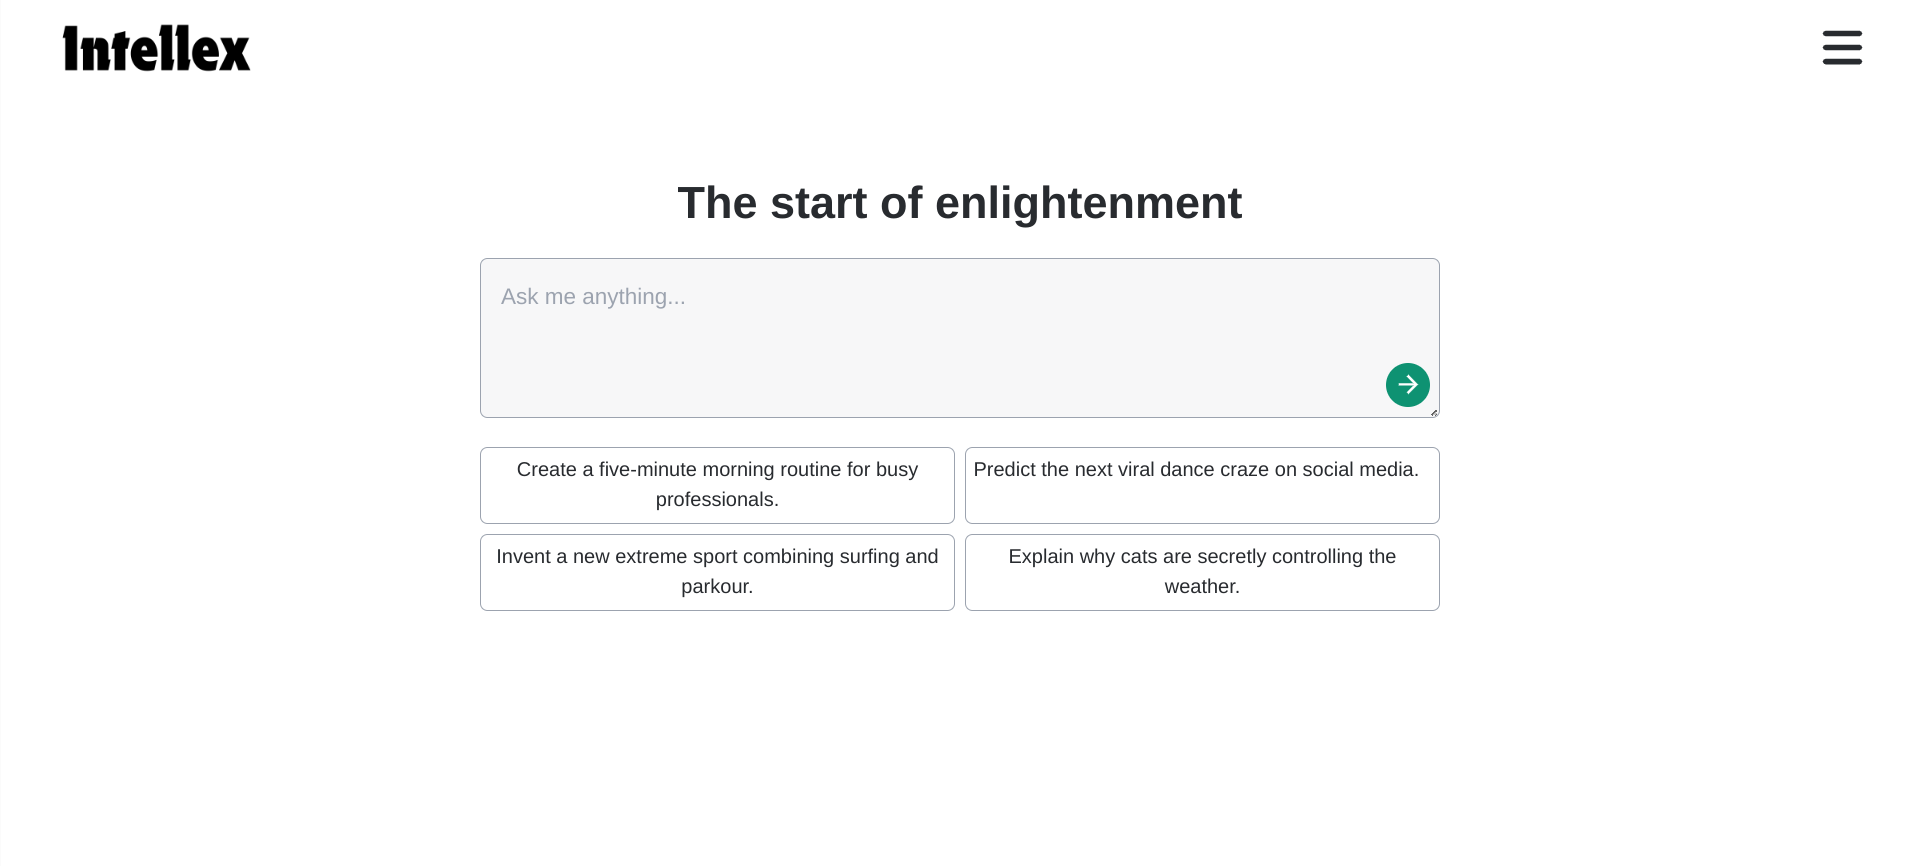 Intellex
The start of enlightenment
Ask me anything...
Create a five-minute morning routine for busy
professionals.
Predict the next viral dance craze on social media.
Invent a new extreme sport combining surfing and
parkour.
Explain why cats are secretly controlling the
weather.